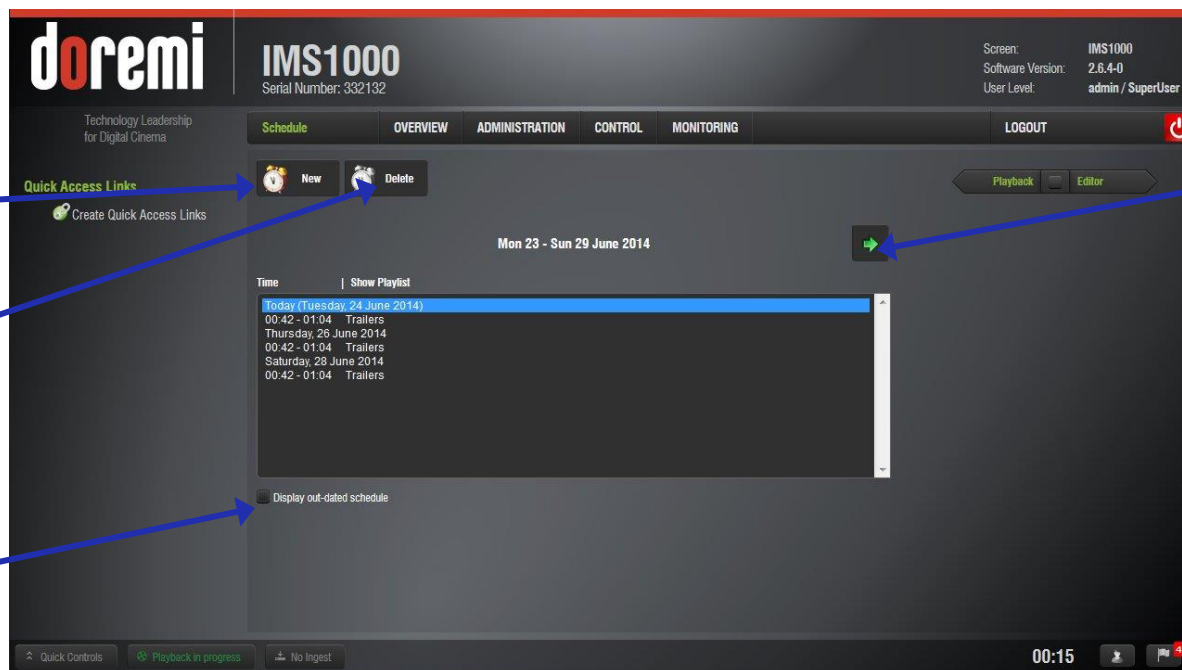 doremi
Technology Leadership
for Digital Cinema
IMS1000
Serial Number: 332132
Screen: IMS1000
Software Version: 2.6.4-0
User Level: admin / SuperUser
Schedule OVERVIEW ADMINISTRATION CONTROL MONITORING LOGOUT
Quick Access Links
Create Quick Access Links
New Delete
Playback Editor
Mon 23 - Sun 29 June 2014
Time | Show Playlist
Today (Tuesday, 24 June 2014)
00:42 - 01:04 Trailers
Thursday, 26 June 2014
00:42 - 01:04 Trailers
Saturday, 28 June 2014
00:42 - 01:04 Trailers
Display out-dated schedule
Quick Controls Playback in progress No Ingest 00:15 4